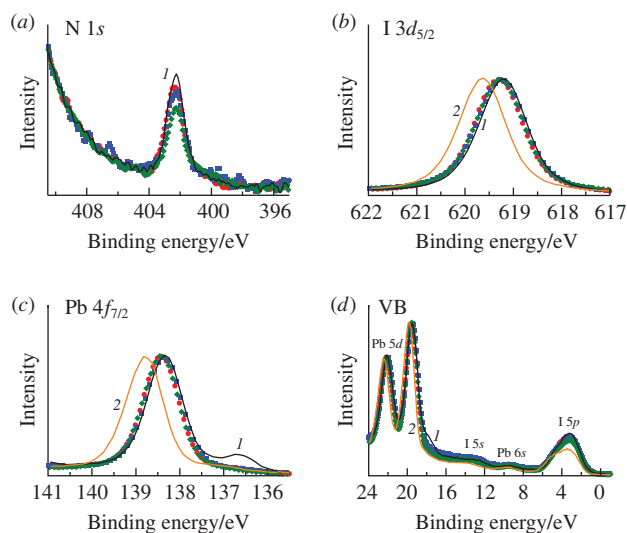 (a) N 1s
1
Intensity
408 404 400 396
Binding energy/eV
(b) I 3d5/2
2
1
Intensity
622 621 620 619 618 617
Binding energy/eV
(c) Pb 4f7/2
2
1
Intensity
141 139 138 137 136
Binding energy/eV
(d) VB
Pb 5d
2
1
I 5s
Pb 6s
I 5p
Intensity
24 20 16 12 8 4 0
Binding energy/eV